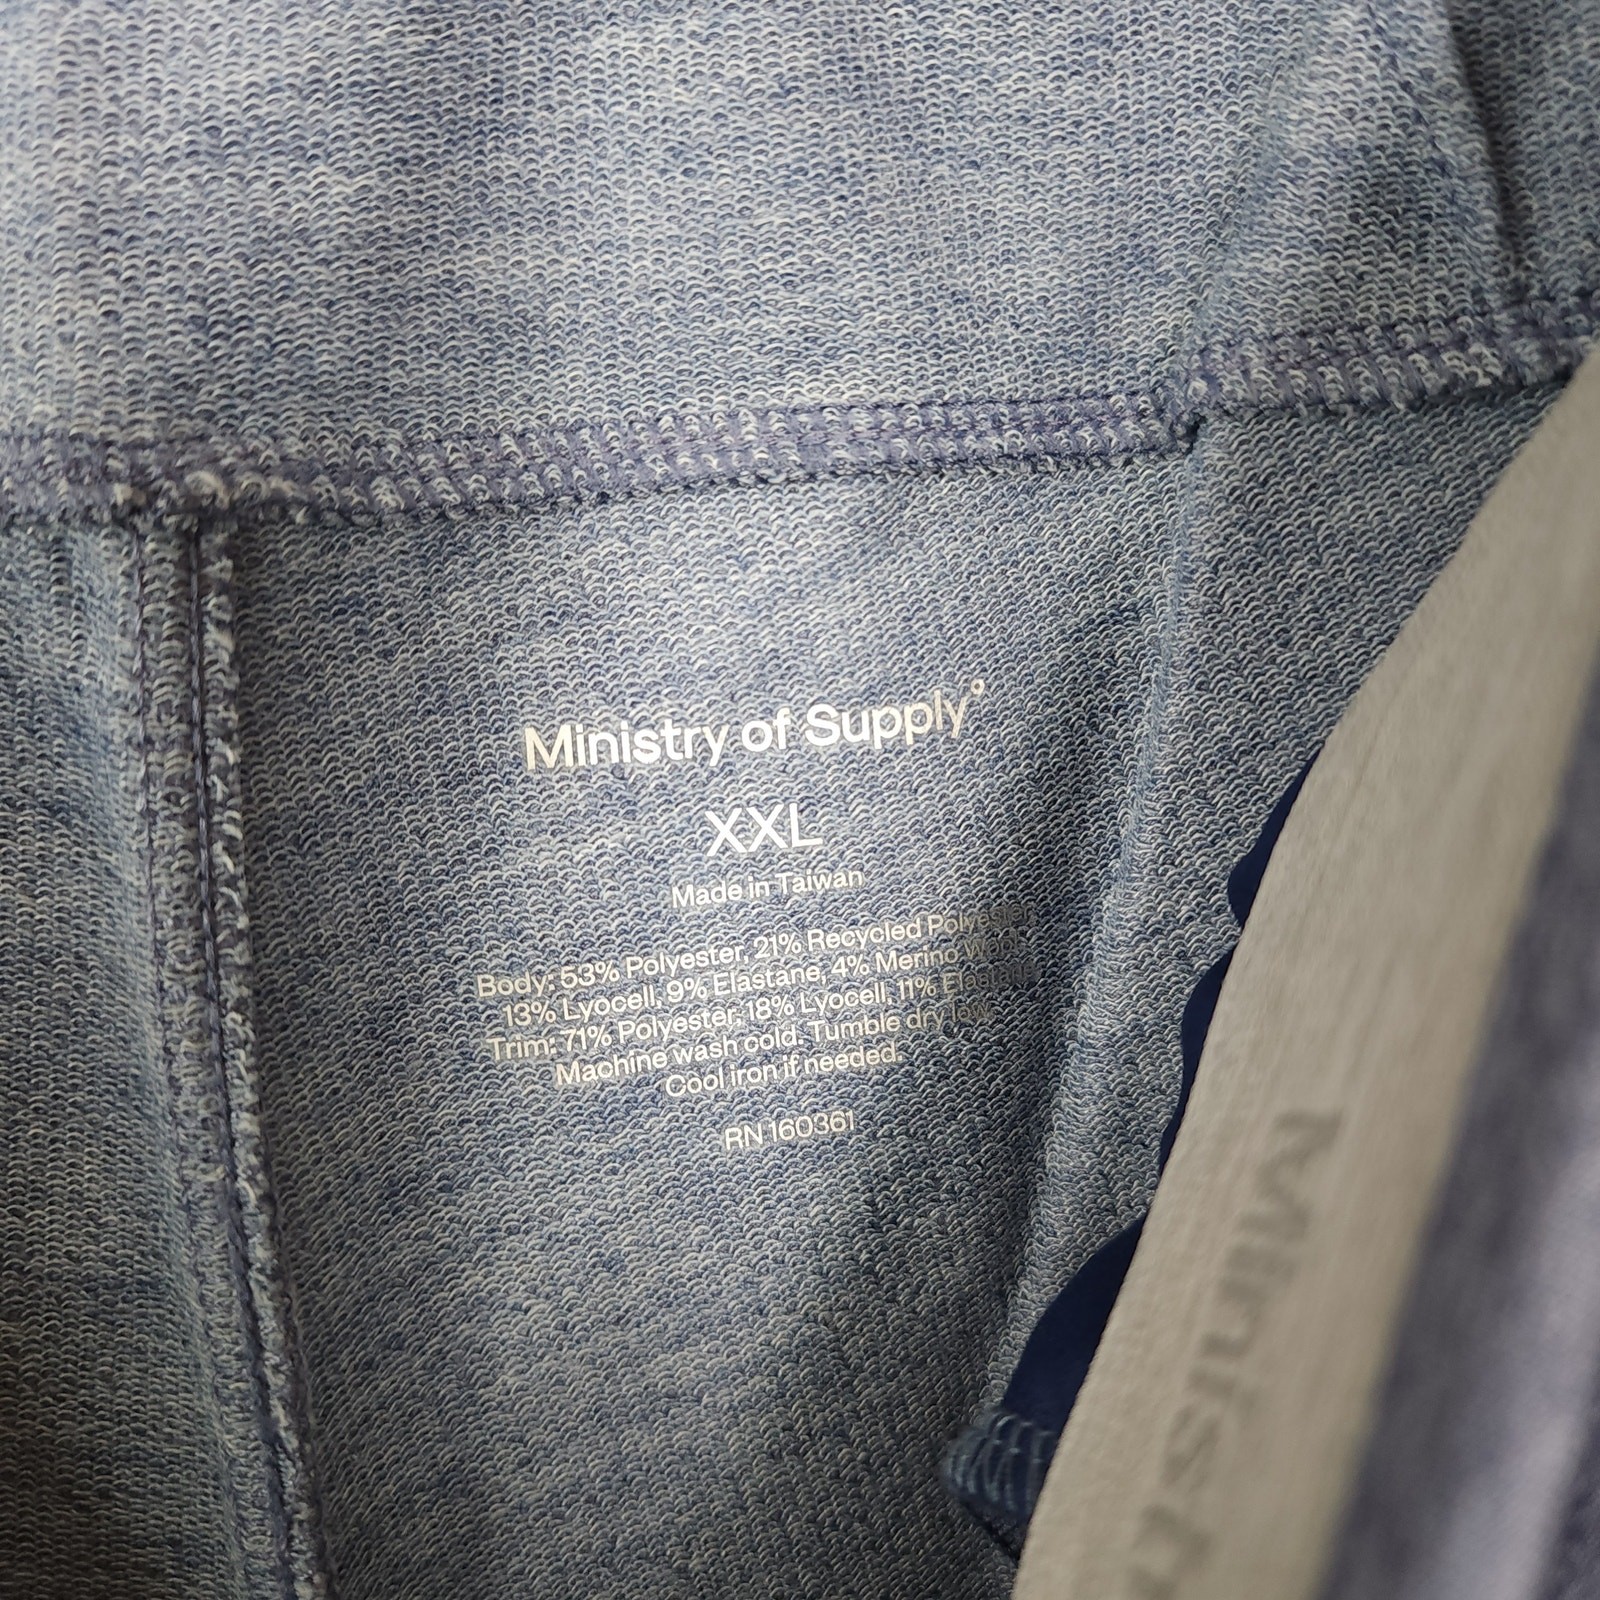 Ministry of Supply°
XXL
Made in Taiwan
Body: 53% Polyester, 21% Recycled Polyester,
13% Lyocell, 9% Elastane, 4% Merino Wool
Trim: 71% Polyester, 18% Lyocell, 11% Elastane
Machine wash cold. Tumble dry low.
Cool iron if needed.
RN 160361